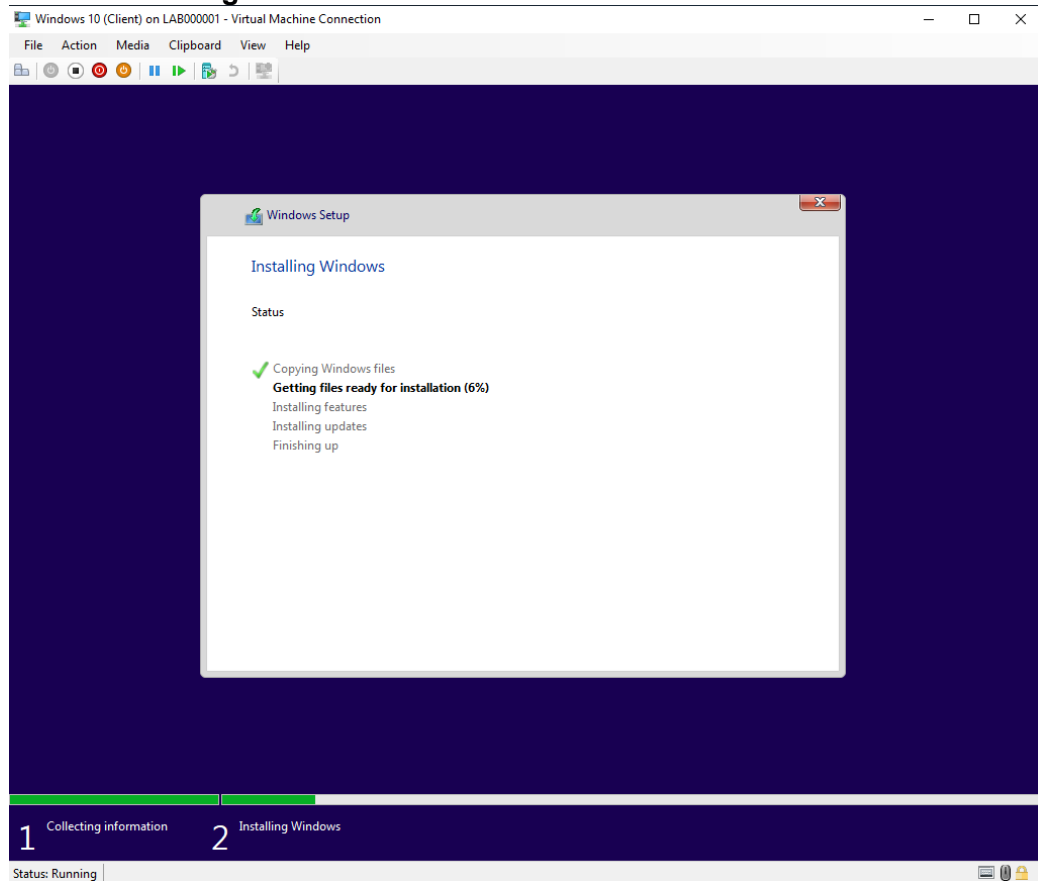 Windows 10 (Client) on LAB000001 - Virtual Machine Connection
File Action Media Clipboard View Help
Windows Setup
Installing Windows
Status
Copying Windows files
Getting files ready for installation (6%)
Installing features
Installing updates
Finishing up
1 Collecting information 2 Installing Windows
Status: Running